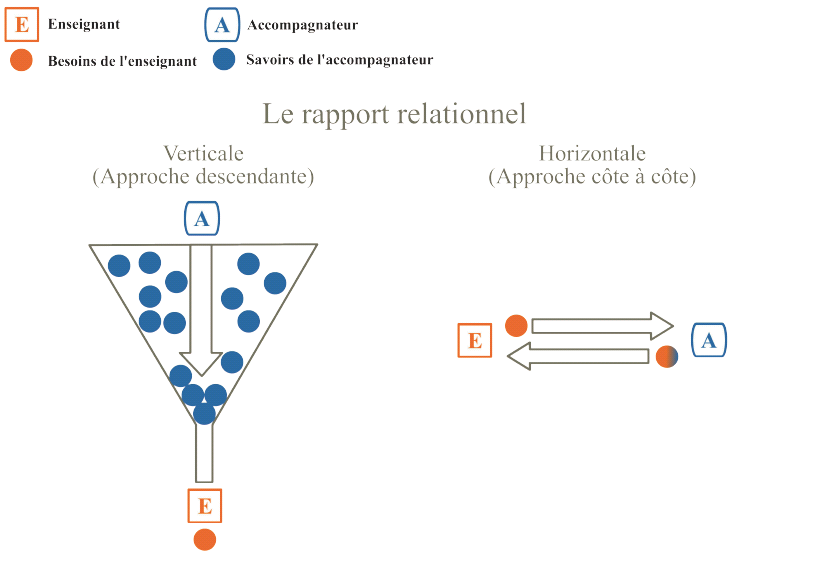 E Enseignant A Accompagnateur
Besoins de l'enseignant Savoirs de l'accompagnateur
Le rapport relationnel
Verticale
(Approche descendante)
Horizontale
(Approche côte à côte)
A
E
E
A